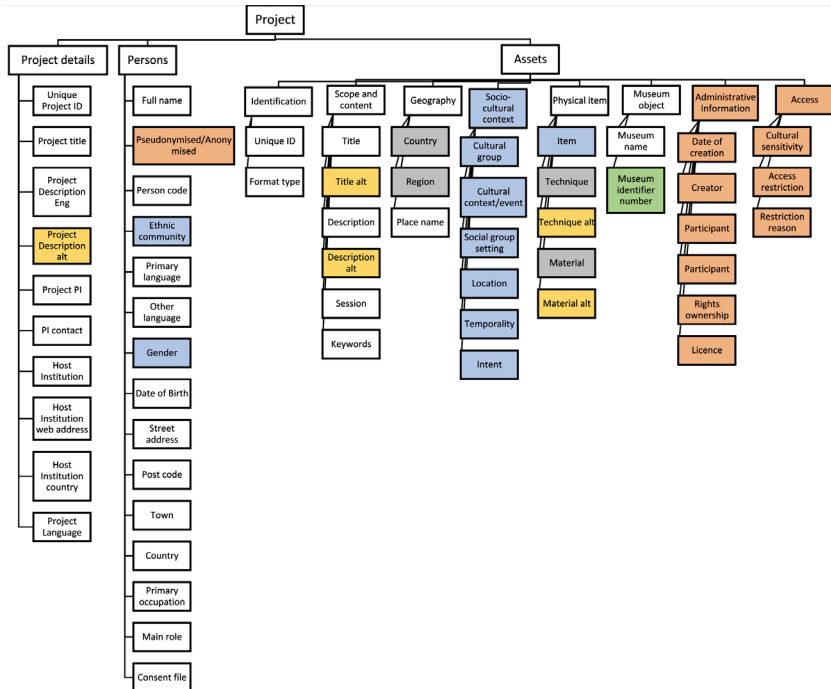 Project
Project details
Persons
Assets
Unique
Project ID
Project title
Project
Description
Eng
Project
Description
alt
Project PI
PI contact
Host
Institution
Host
Institution
web address
Host
Institution
country
Project
Language
Full name
Pseudonymised/Anony
mised
Person code
Ethnic
community
Primary
language
Other
language
Gender
Date of Birth
Street
address
Post code
Town
Country
Primary
occupation
Main role
Consent file
Identification
Unique ID
Format type
Scope and
content
Title
Title alt
Description
Description
alt
Session
Keywords
Geography
Country
Region
Place name
Socio-
cultural
context
Cultural
group
Cultural
context/event
Social group
setting
Location
Temporality
Intent
Physical item
Item
Technique
Technique alt
Material
Material alt
Museum
object
Museum
name
Museum
identifier
number
Administrative
information
Date of
creation
Creator
Participant
Participant
Rights
ownership
Licence
Access
Cultural
sensitivity
Access
restriction
Restriction
reason